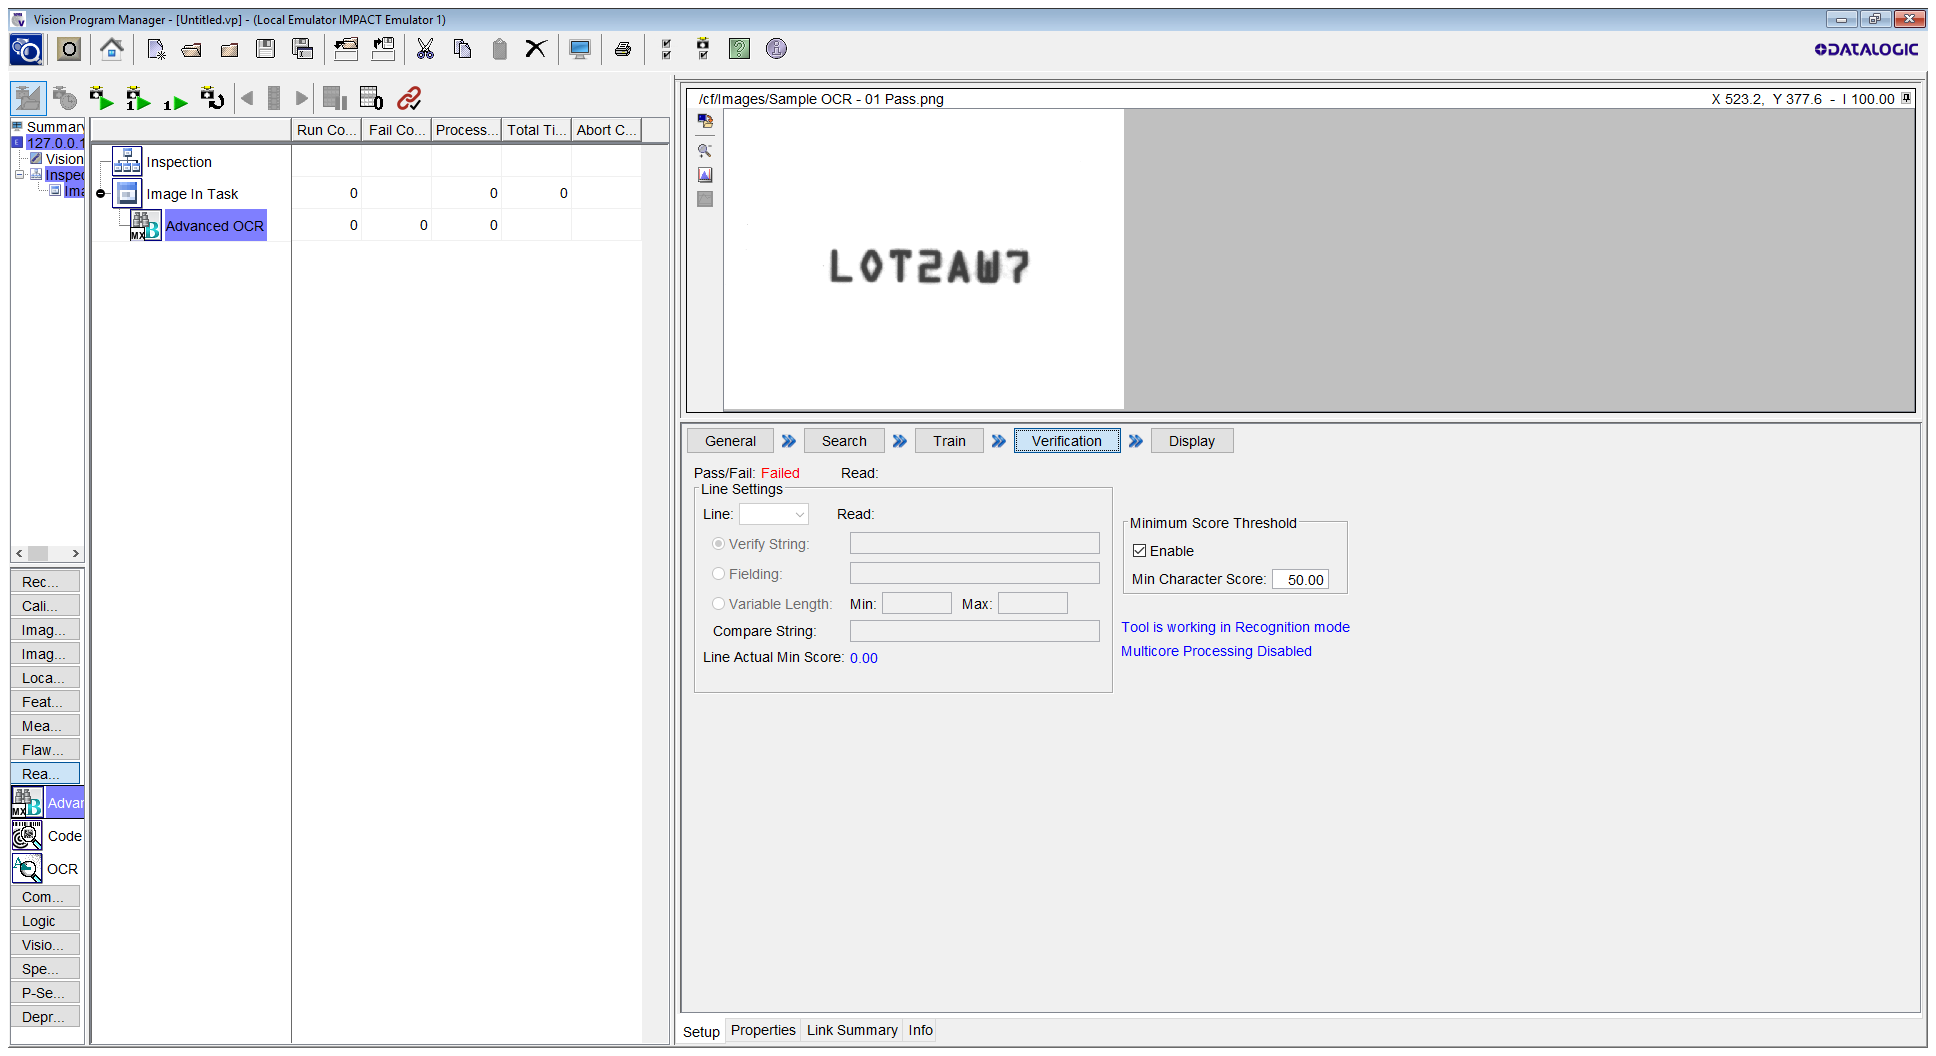 Vision Program Manager - [Untitled.vp] - (Local Emulator IMPACT Emulator 1)
DATALOGIC
Summary
127.0.0.1
Vision
Inspec
Ima
Run Co... Fail Co... Process... Total Ti... Abort C...
Inspection
Image In Task 0 0 0
Advanced OCR 0 0 0
MX B
/cf/Images/Sample OCR - 01 Pass.png X 523.2, Y 377.6 - I 100.00
LOT2AW7
General Search Train Verification Display
Pass/Fail: Failed Read:
Line Settings
Line: Read:
Verify String:
Fielding:
Variable Length: Min: Max:
Compare String:
Line Actual Min Score: 0.00
Minimum Score Threshold
Enable
Min Character Score: 50.00
Tool is working in Recognition mode
Multicore Processing Disabled
Rec...
Cali...
Imag...
Imag...
Loca...
Feat...
Mea...
Flaw...
Rea...
MX B Advan
Code
OCR
Com...
Logic
Visio...
Spe...
P-Se...
Depr...
Setup Properties Link Summary Info